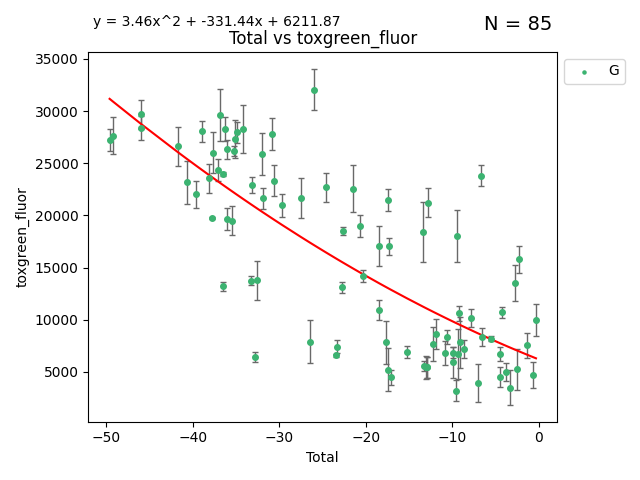 y = 3.46x^2 + -331.44x + 6211.87
N = 85
Total vs toxgreen_fluor
G
35000
30000
25000
20000
15000
10000
5000
toxgreen_fluor
−50 −40 −30 −20 −10 0
Total